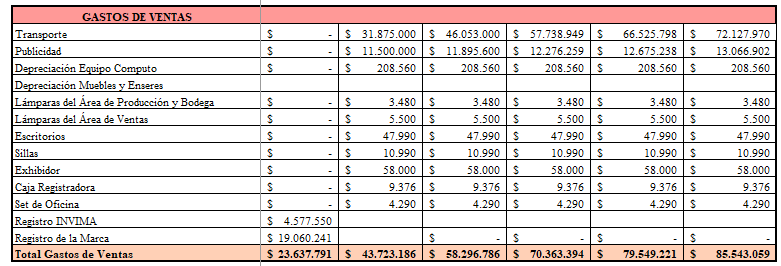 GASTOS DE VENTAS
Transporte $ - $ 31.875.000 $ 46.053.000 $ 57.738.949 $ 66.525.798 $ 72.127.970
Publicidad $ - $ 11.500.000 $ 11.895.600 $ 12.276.259 $ 12.675.238 $ 13.066.902
Depreciación Equipo Computo $ - $ 208.560 $ 208.560 $ 208.560 $ 208.560 $ 208.560
Depreciación Muebles y Enseres
Lámparas del Área de Producción y Bodega $ - $ 3.480 $ 3.480 $ 3.480 $ 3.480 $ 3.480
Lámparas del Área de Ventas $ - $ 5.500 $ 5.500 $ 5.500 $ 5.500 $ 5.500
Escritorios $ - $ 47.990 $ 47.990 $ 47.990 $ 47.990 $ 47.990
Sillas $ - $ 10.990 $ 10.990 $ 10.990 $ 10.990 $ 10.990
Exhibidor $ - $ 58.000 $ 58.000 $ 58.000 $ 58.000 $ 58.000
Caja Registradora $ - $ 9.376 $ 9.376 $ 9.376 $ 9.376 $ 9.376
Set de Oficina $ - $ 4.290 $ 4.290 $ 4.290 $ 4.290 $ 4.290
Registro INVIMA $ 4.577.550
Registro de la Marca $ 19.060.241 $ - $ - $ - $ -
Total Gastos de Ventas $ 23.637.791 $ 43.723.186 $ 58.296.786 $ 70.363.394 $ 79.549.221 $ 85.543.059